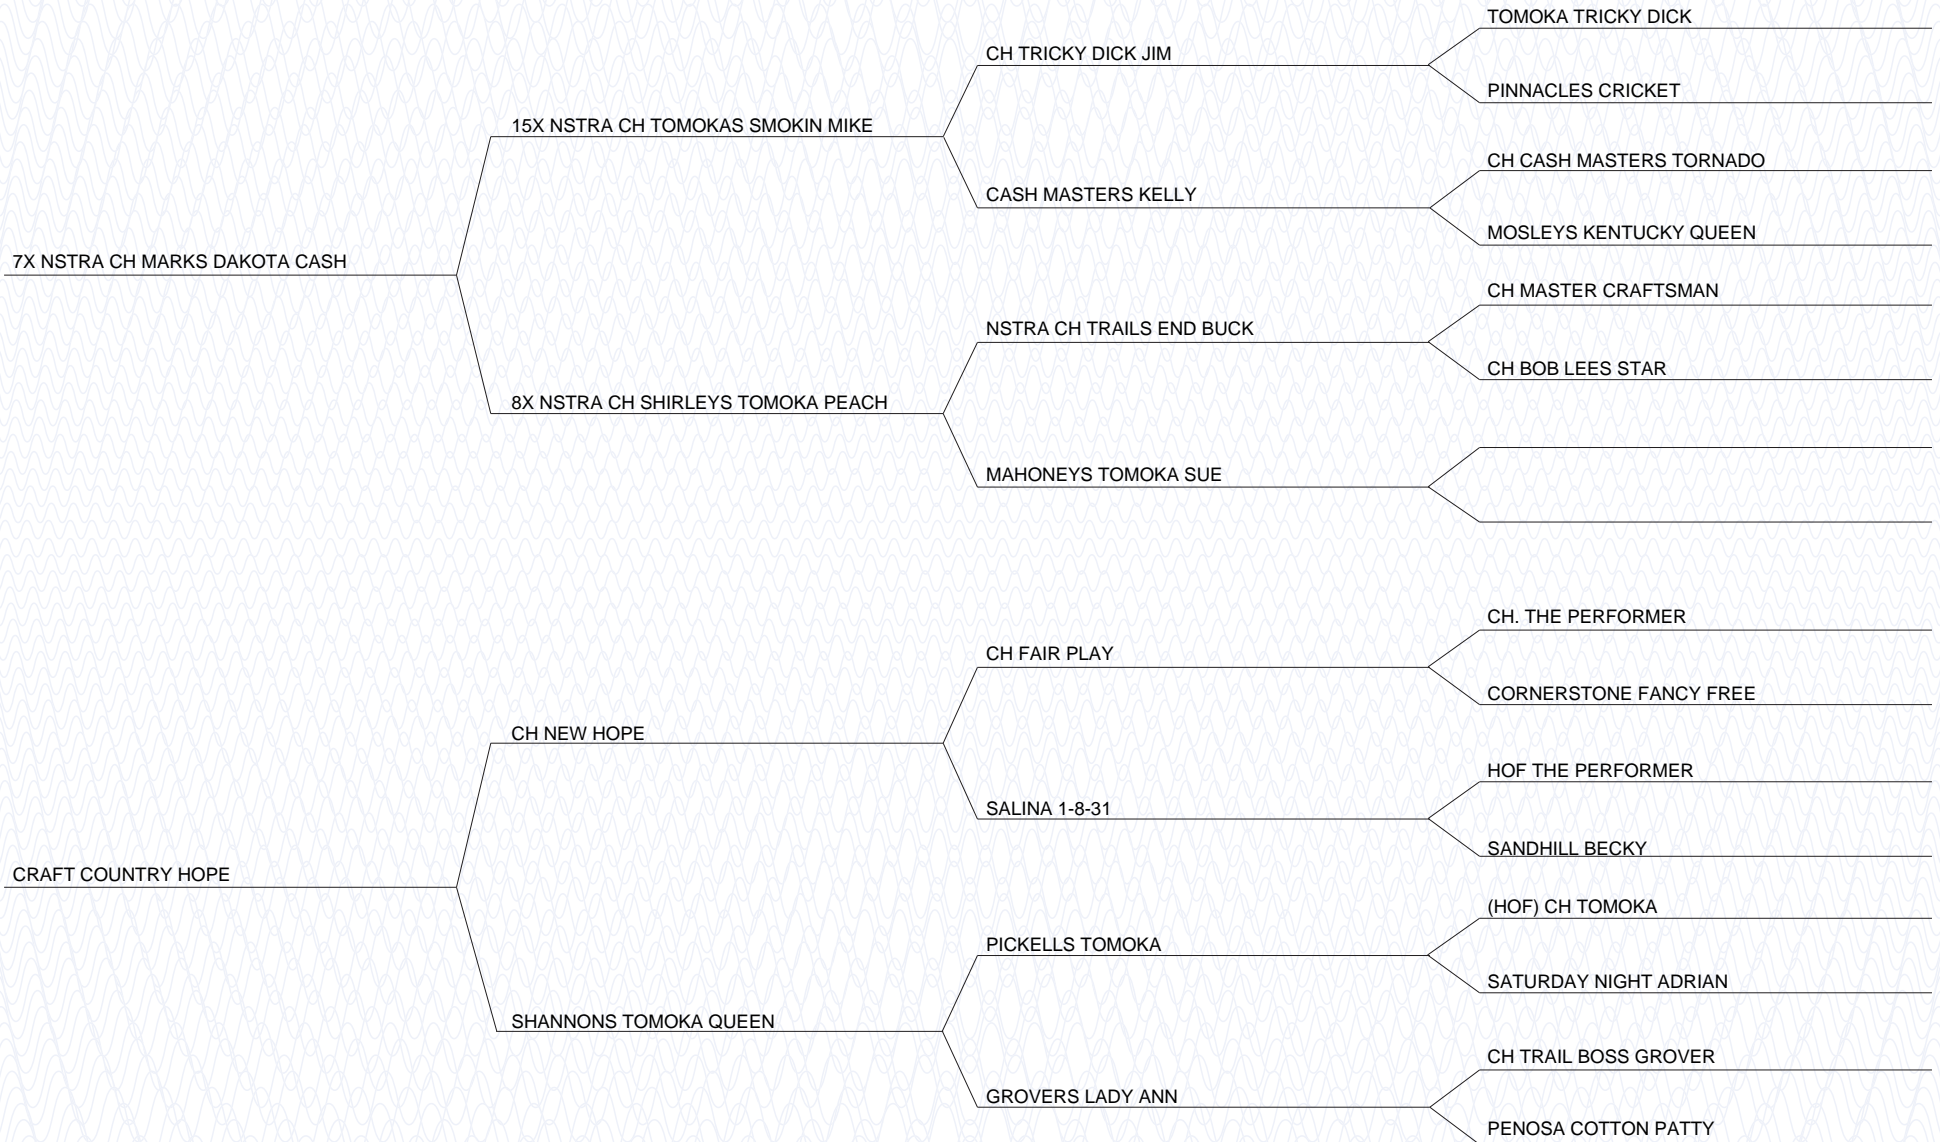 TOMOKA TRICKY DICK
CH TRICKY DICK JIM
PINNACLES CRICKET
15X NSTRA CH TOMOKAS SMOKIN MIKE
CH CASH MASTERS TORNADO
CASH MASTERS KELLY
MOSLEYS KENTUCKY QUEEN
7X NSTRA CH MARKS DAKOTA CASH
CH MASTER CRAFTSMAN
NSTRA CH TRAILS END BUCK
CH BOB LEES STAR
8X NSTRA CH SHIRLEYS TOMOKA PEACH
MAHONEYS TOMOKA SUE
CH. THE PERFORMER
CH FAIR PLAY
CORNERSTONE FANCY FREE
CH NEW HOPE
HOF THE PERFORMER
SALINA 1-8-31
SANDHILL BECKY
CRAFT COUNTRY HOPE
(HOF) CH TOMOKA
PICKELLS TOMOKA
SATURDAY NIGHT ADRIAN
SHANNONS TOMOKA QUEEN
CH TRAIL BOSS GROVER
GROVERS LADY ANN
PENOSA COTTON PATTY